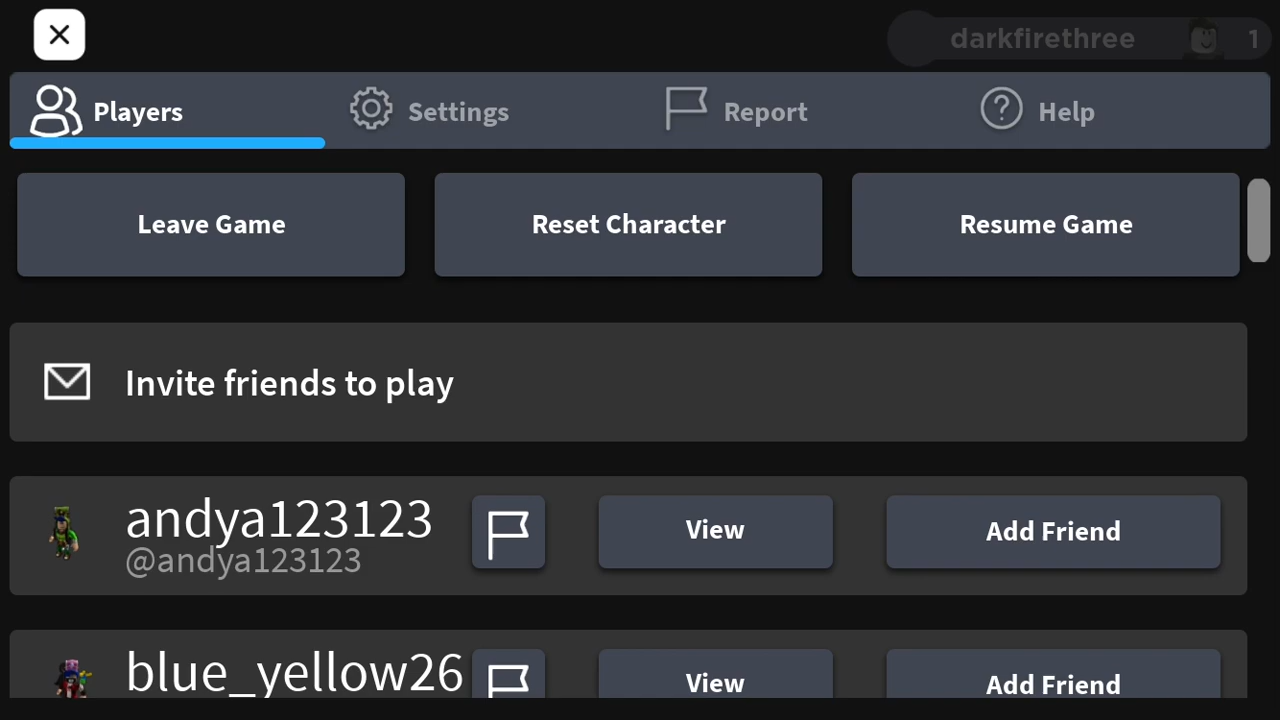 darkfirethree 1
Players Settings Report Help
Leave Game Reset Character Resume Game
Invite friends to play
andya123123
@andya123123
View Add Friend
blue_yellow26
View Add Friend